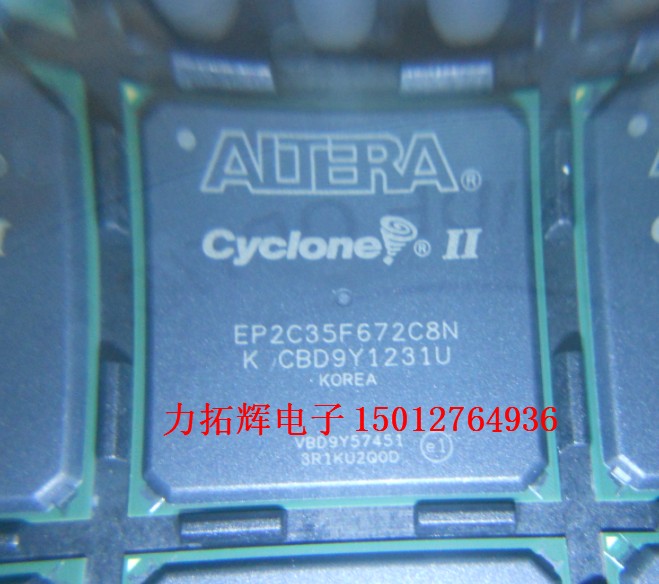 ALTERA®
Cyclone® II
EP2C35F672C8N
K CBD9Y1231U
KOREA
力拓辉电子 15012764936
VBD9Y57451
e1
3R1KU2Q0D